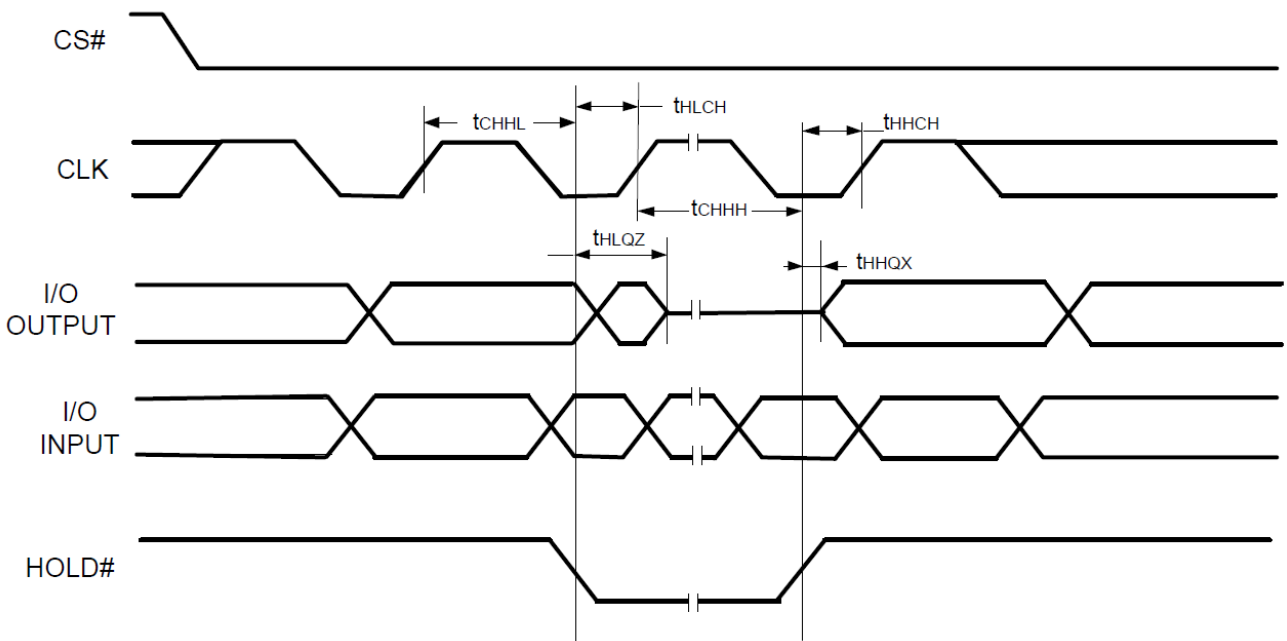 CS#
tHLCH
tCHHL
tHHCH
CLK
tCHHH
tHLQZ
tHHQX
I/O
OUTPUT
I/O
INPUT
HOLD#